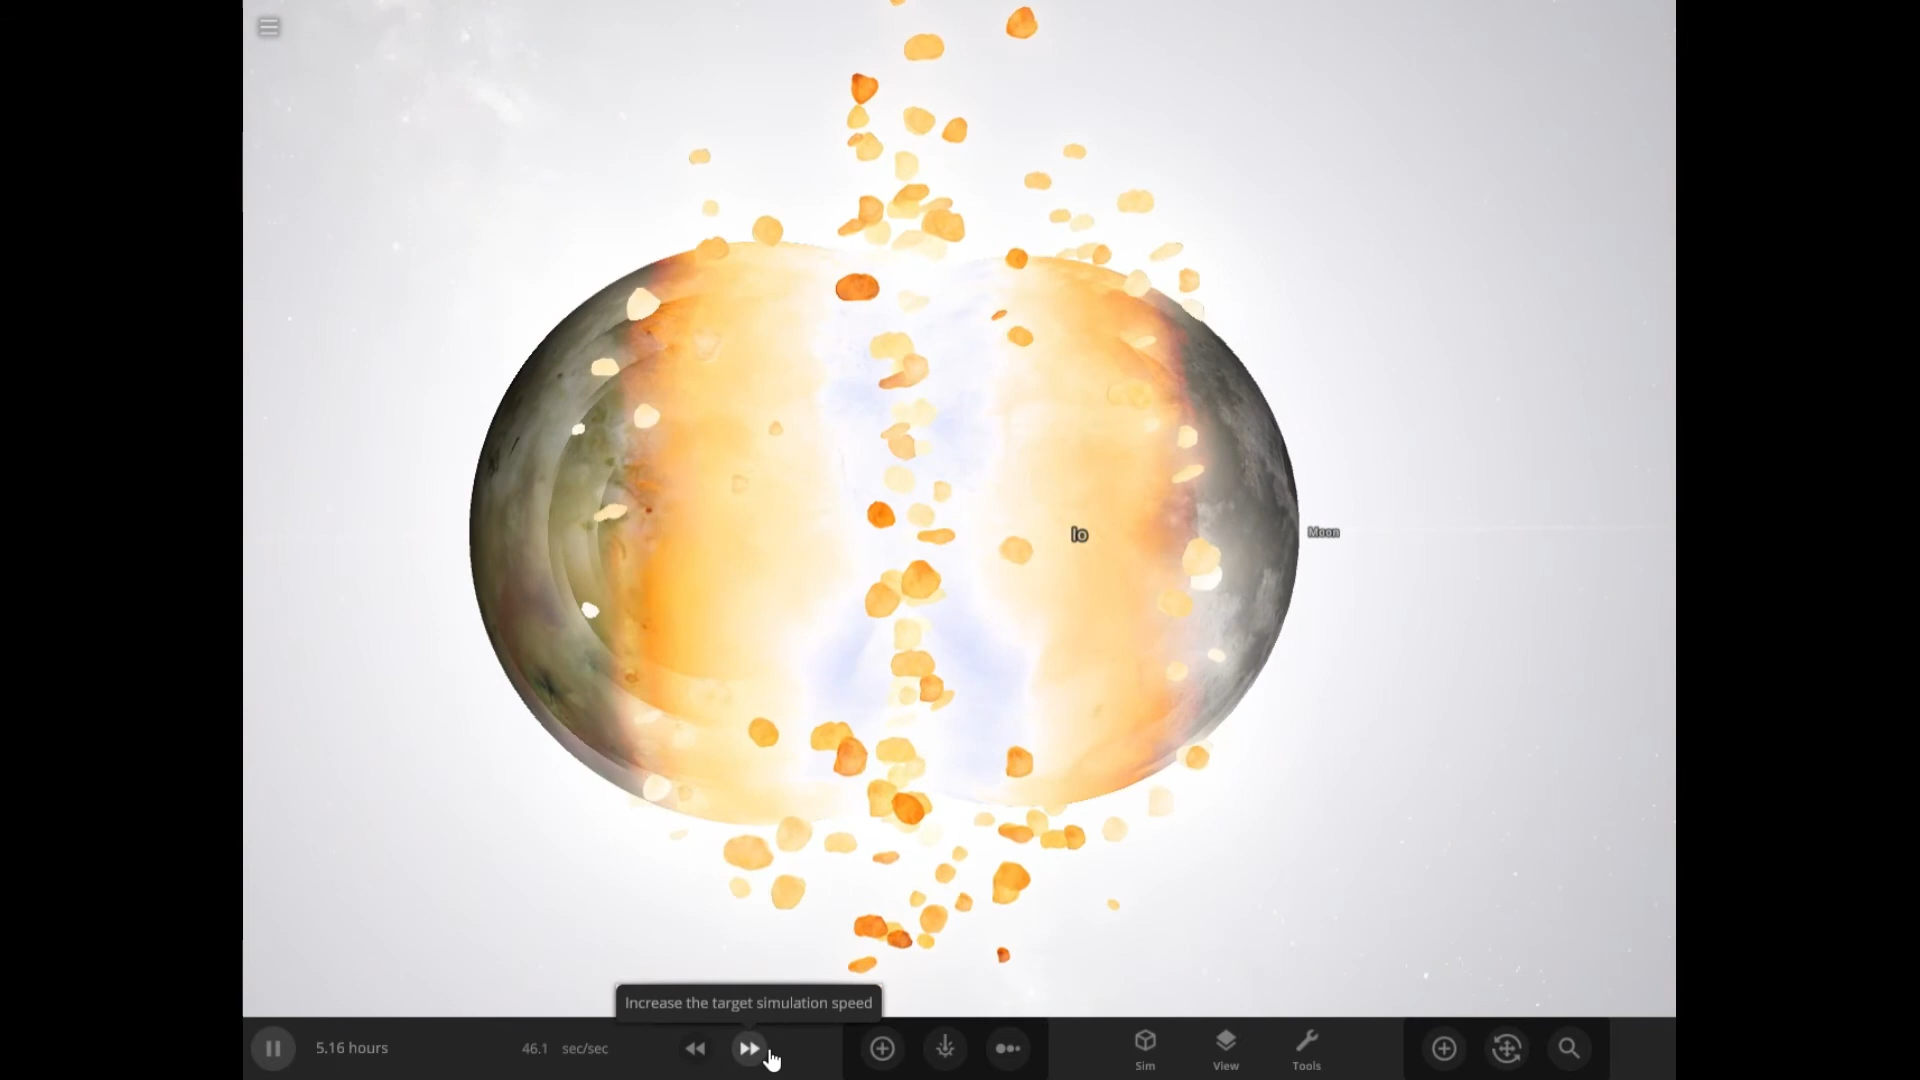 Io
Moon
Increase the target simulation speed
5.16 hours
46.1 sec/sec
Sim
View
Tools